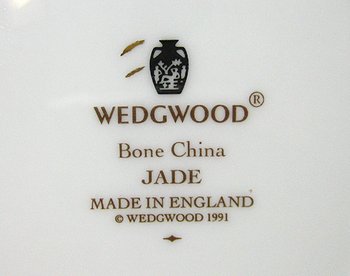 WEDGWOOD®
Bone China
JADE
MADE IN ENGLAND
© WEDGWOOD 1991